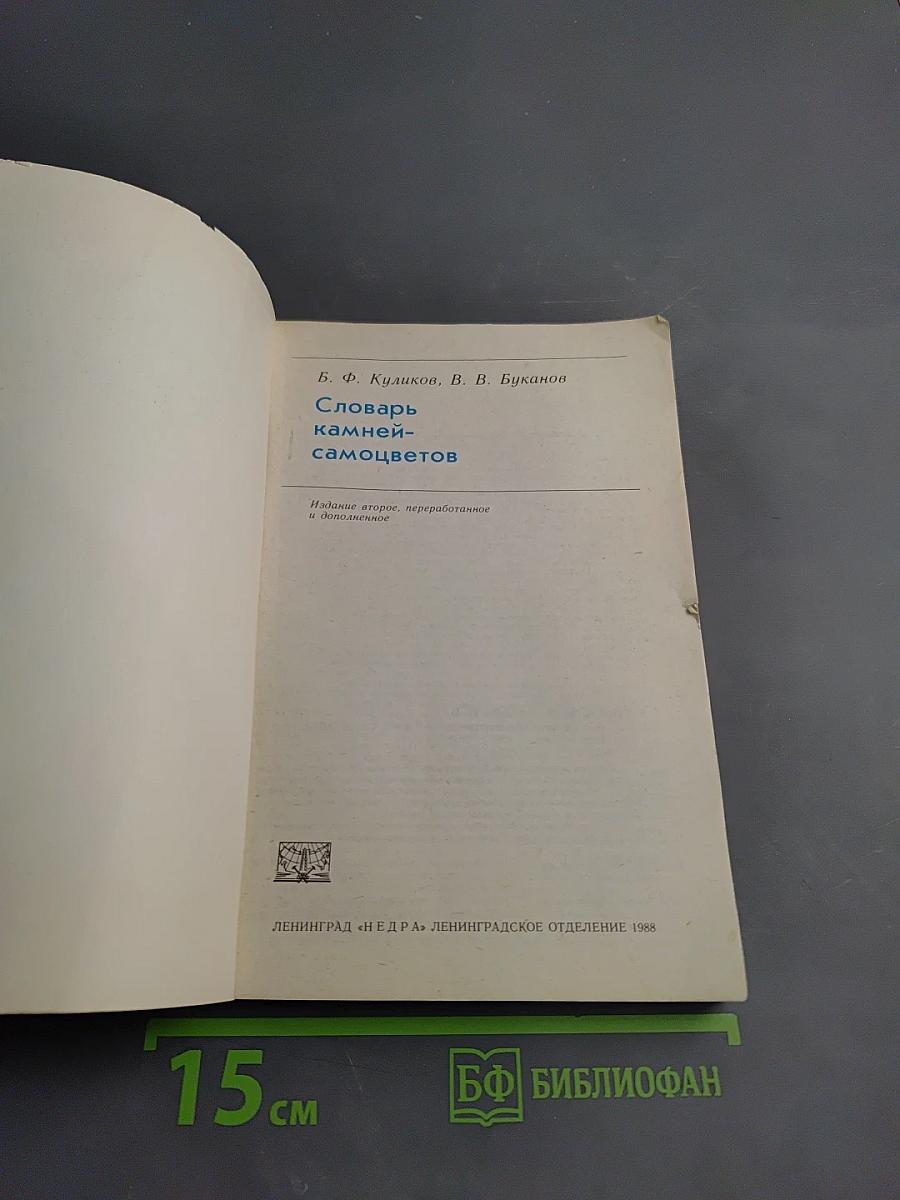 Б. Ф. Куликов, В. В. Буканов
Словарь
камней-
самоцветов
Издание второе, переработанное
и дополненное
ЛЕНИНГРАД «НЕДРА» ЛЕНИНГРАДСКОЕ ОТДЕЛЕНИЕ 1988
15 см
БФ БИБЛИОФАН